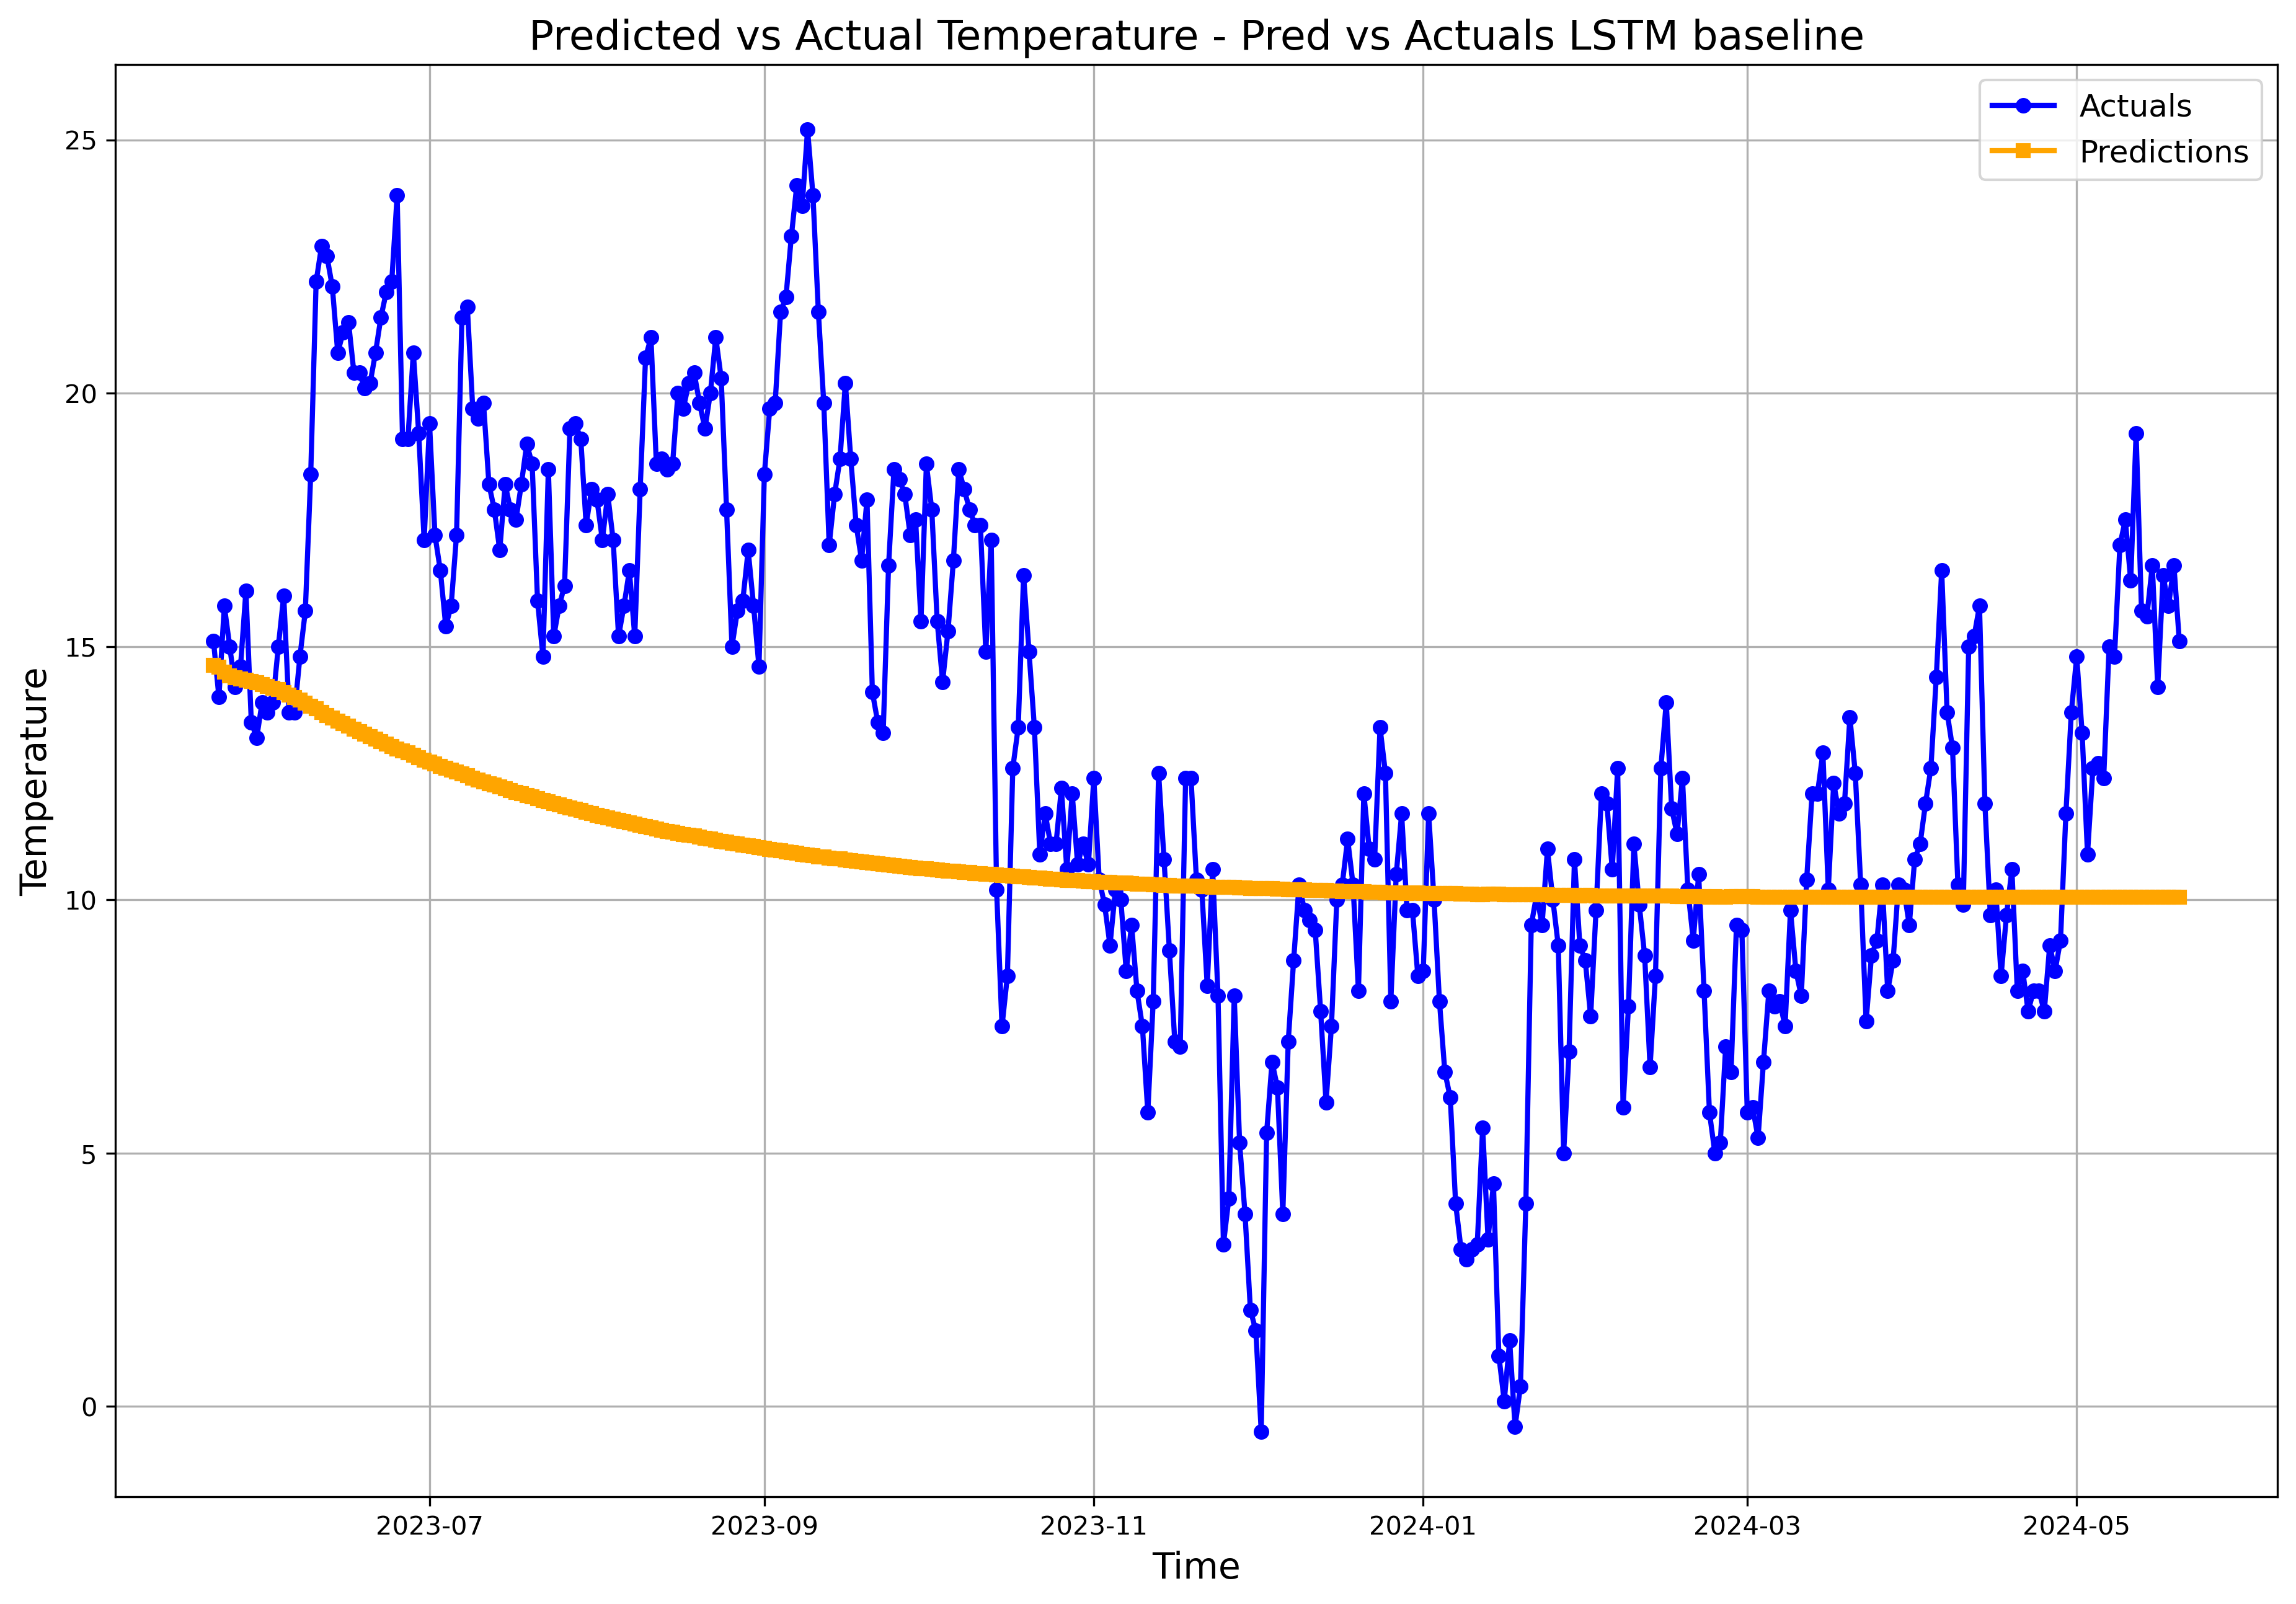 Predicted vs Actual Temperature - Pred vs Actuals LSTM baseline
Actuals
Predictions
Temperature
25
20
15
10
5
0
2023-07
2023-09
2023-11
2024-01
2024-03
2024-05
Time